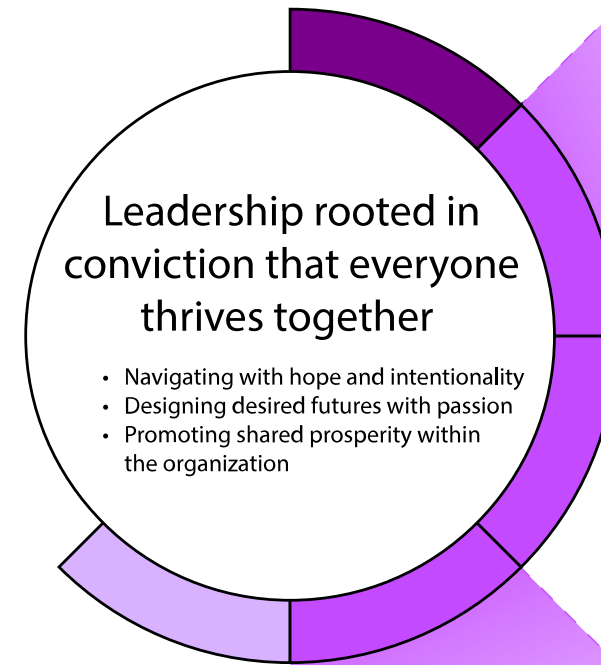 Leadership rooted in
conviction that everyone
thrives together
• Navigating with hope and intentionality
• Designing desired futures with passion
• Promoting shared prosperity within
the organization